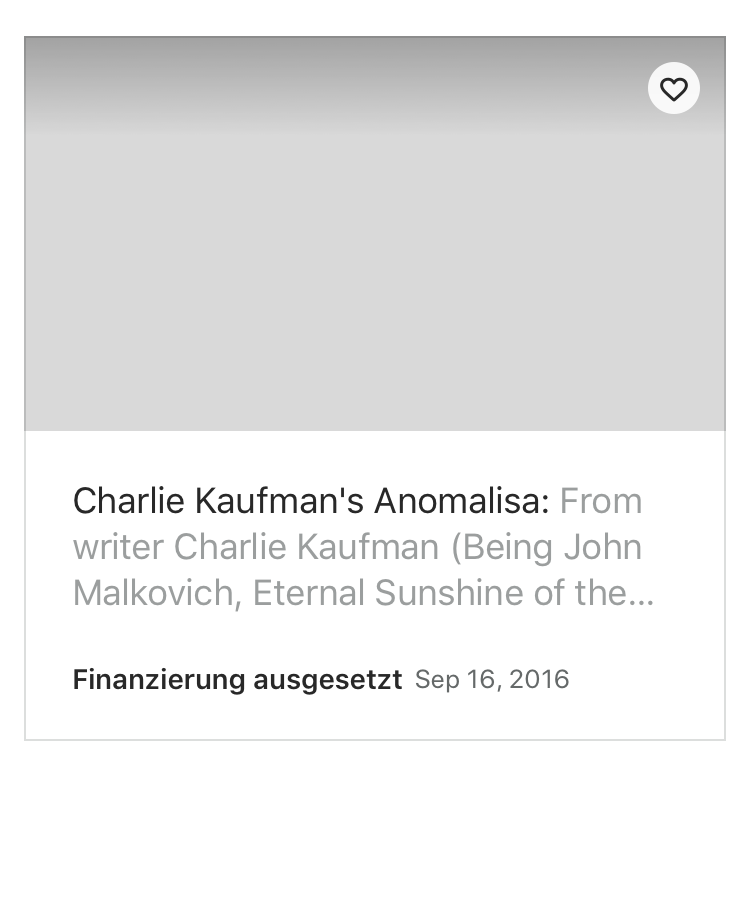 Charlie Kaufman's Anomalisa: From
writer Charlie Kaufman (Being John
Malkovich, Eternal Sunshine of the...
Finanzierung ausgesetzt Sep 16, 2016